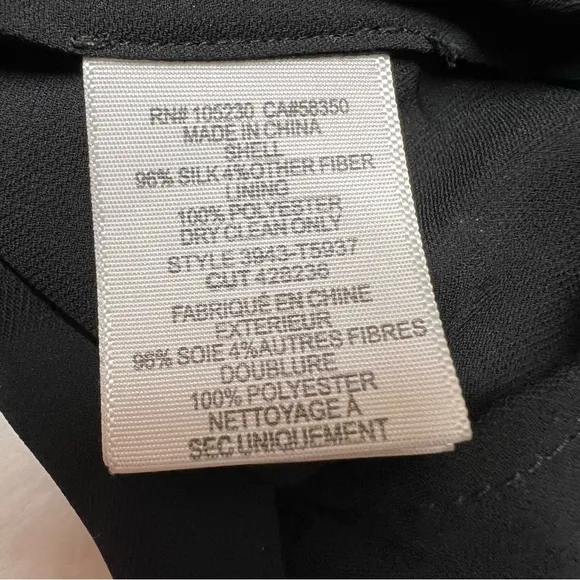 RN# 105230 CA#58350
MADE IN CHINA
SHELL
96% SILK 4%OTHER FIBER
LINING
100% POLYESTER
DRY CLEAN ONLY
STYLE 3943-T5937
CUT 422236
FABRIQUÉ EN CHINE
EXTERIEUR
96% SOIE 4%AUTRES FIBRES
DOUBLURE
100% POLYESTER
NETTOYAGE À
SEC UNIQUEMENT